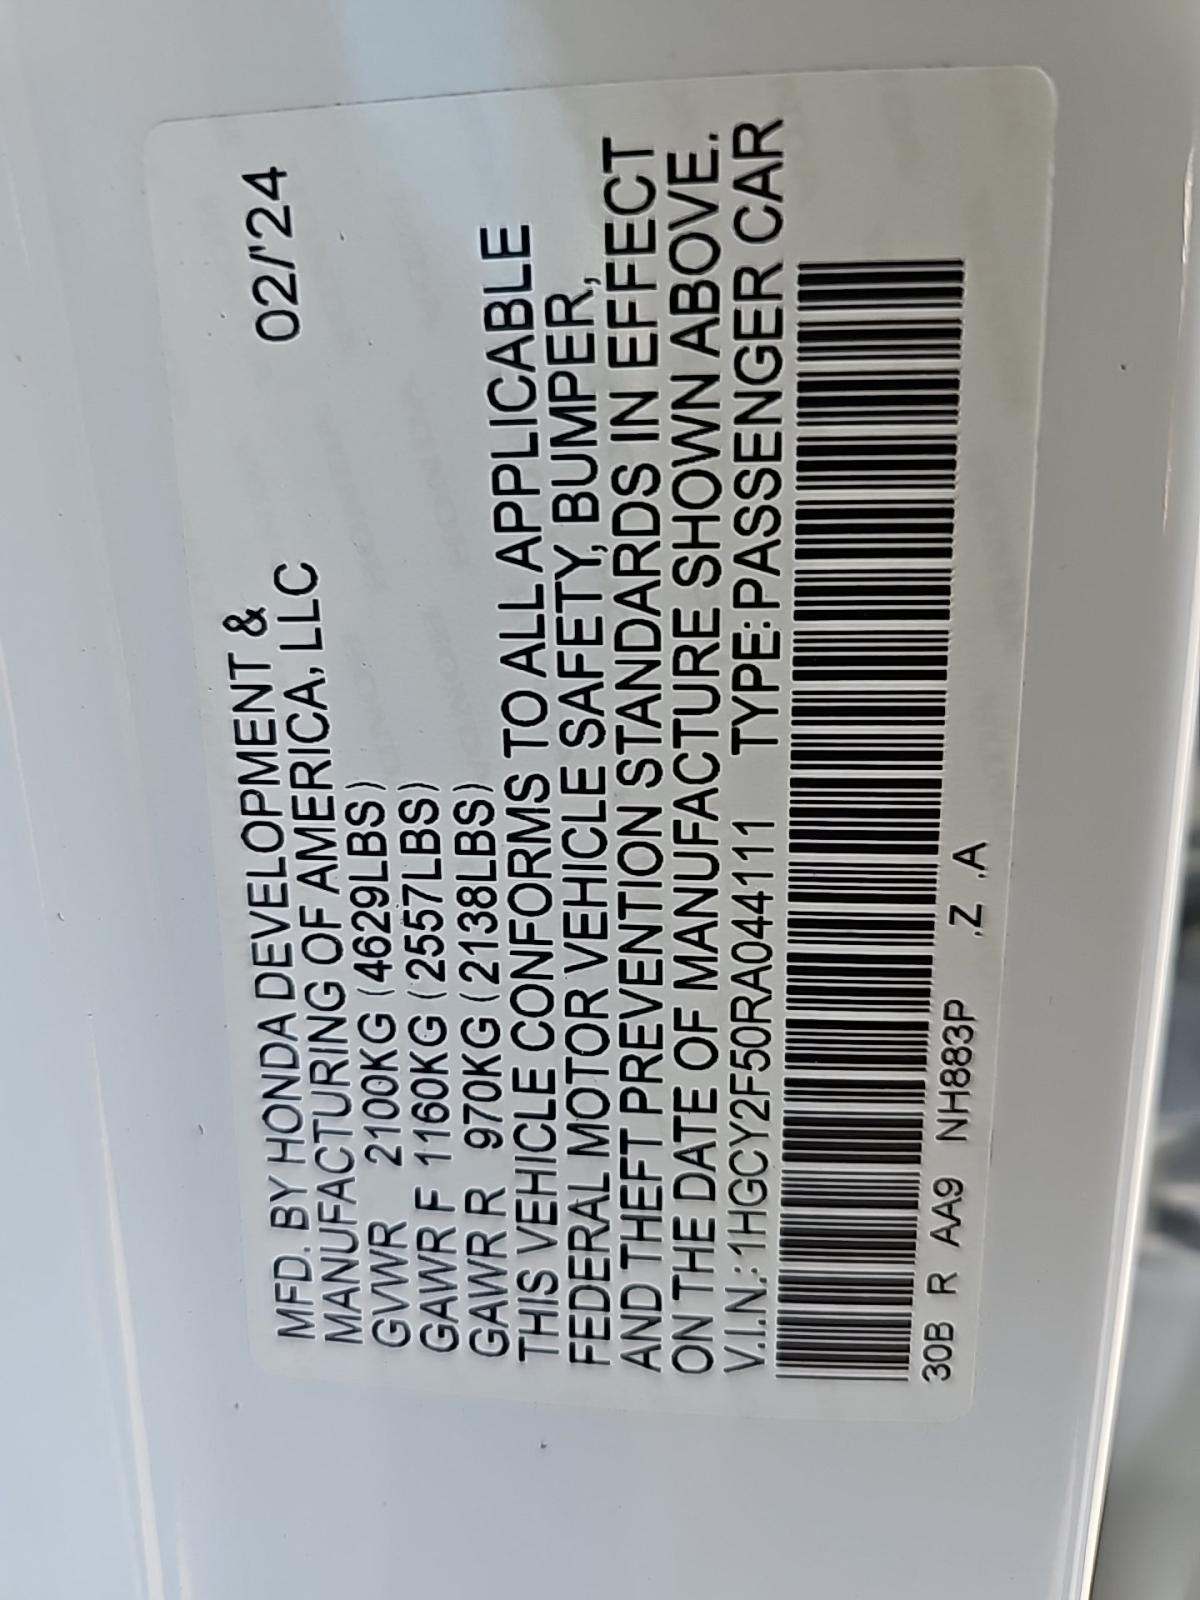 MFD. BY HONDA DEVELOPMENT & 02/'24
MANUFACTURING OF AMERICA, LLC
GVWR 2100KG (4629LBS)
GAWR F 1160KG (2557LBS)
GAWR R 970KG (2138LBS)
THIS VEHICLE CONFORMS TO ALL APPLICABLE
FEDERAL MOTOR VEHICLE SAFETY, BUMPER,
AND THEFT PREVENTION STANDARDS IN EFFECT
ON THE DATE OF MANUFACTURE SHOWN ABOVE.
V.I.N.: 1HGCY2F50RA044111 TYPE: PASSENGER CAR
30B R AA9 NH883P .Z .A